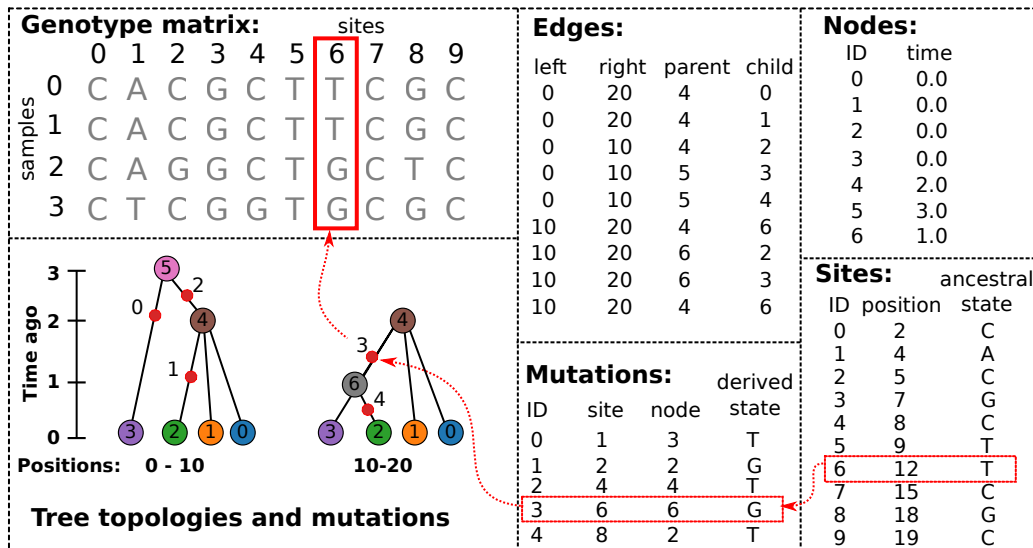 Genotype matrix:
sites
0 1 2 3 4 5 6 7 8 9
samples
0 C A C G C T T C G C
1 C A C G C T T C G C
2 C A G G C T G C T C
3 C T C G G T G C G C
Edges:
left right parent child
0 20 4 0
0 20 4 1
0 10 4 2
0 10 5 3
0 10 5 4
10 20 4 6
10 20 6 2
10 20 6 3
10 20 4 6
Nodes:
ID time
0 0.0
1 0.0
2 0.0
3 0.0
4 2.0
5 3.0
6 1.0
Time ago
3
2
1
0
5
0 2
4
1
3 2 1 0
4
3
6
4
3 2 1 0
Positions: 0 - 10 10-20
Tree topologies and mutations
Mutations:
ID site node derived state
0 1 3 T
1 2 2 G
2 4 4 T
3 6 6 G
4 8 2 T
Sites:
ID position ancestral state
0 2 C
1 4 A
2 5 C
3 7 G
4 8 C
5 9 T
6 12 T
7 15 C
8 18 G
9 19 C